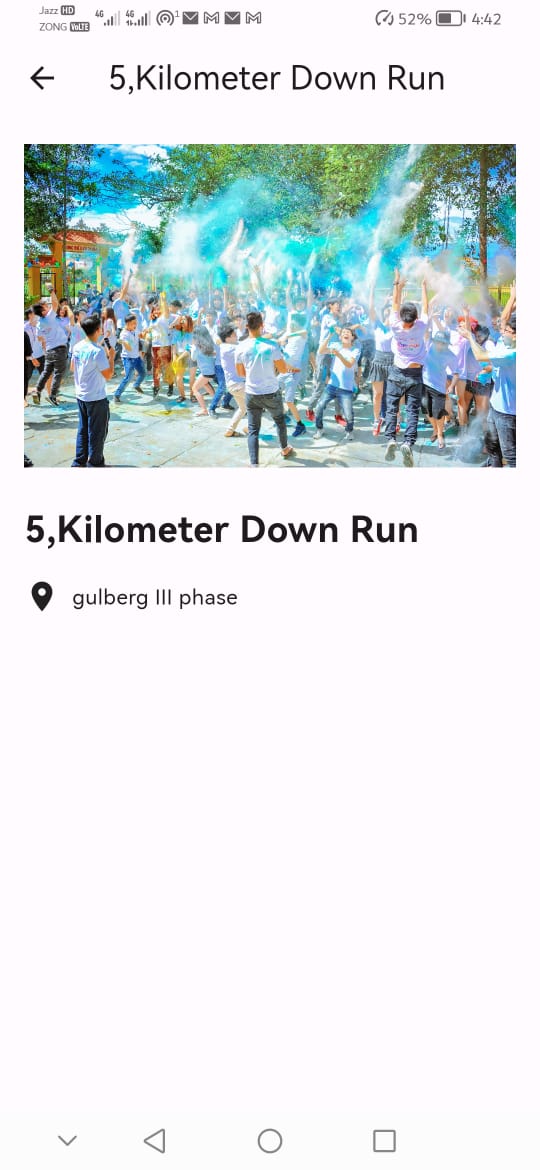 Jazz HD
ZONG VoLTE
4G 4G 1 52% 4:42
5,Kilometer Down Run
5,Kilometer Down Run
gulberg III phase